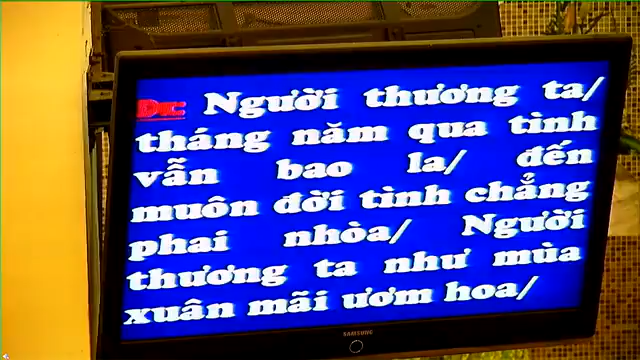 Đk: Người thương ta/
tháng năm qua tình
vẫn bao la/ đến
muôn đời tình chẳng
phai nhòa/ Người
thương ta như mùa
xuân mãi ươm hoa/
SAMSUNG